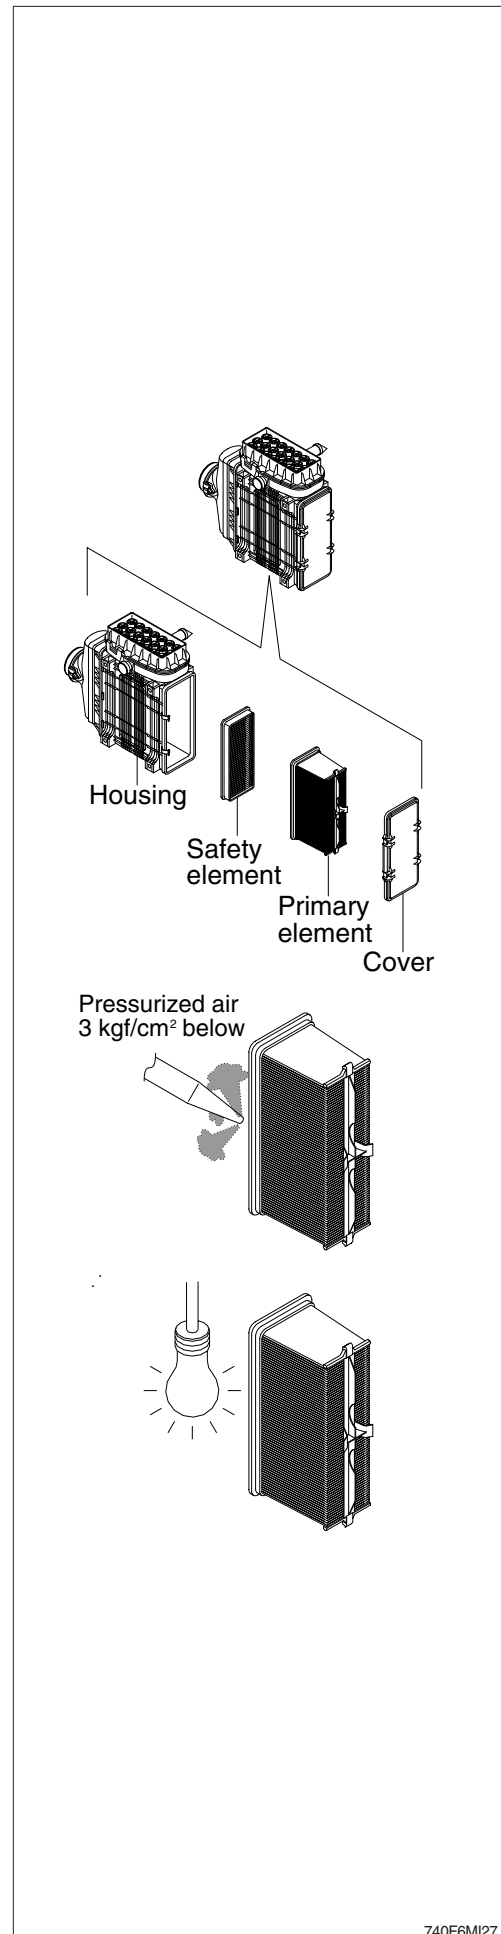 Housing
Safety
element
Primary
element
Cover
Pressurized air
3 kgf/cm² below
740F6MI27